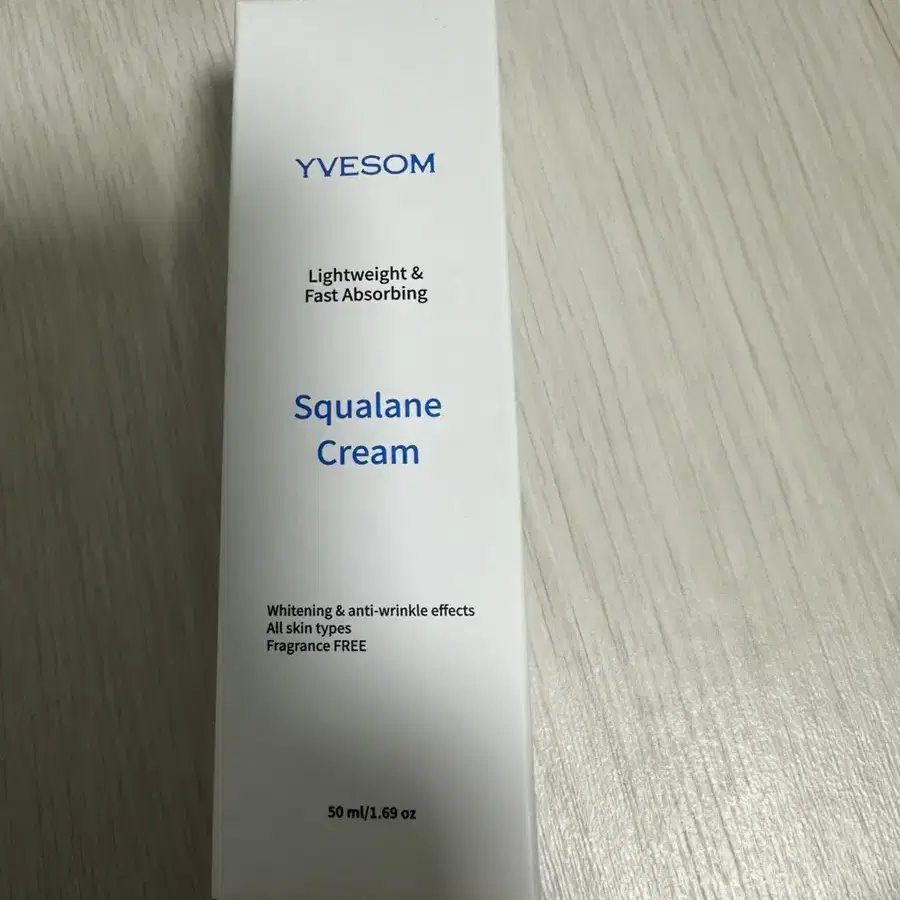 YVESOM
Lightweight &
Fast Absorbing
Squalane
Cream
Whitening & anti-wrinkle effects
All skin types
Fragrance FREE
50 ml/1.69 oz